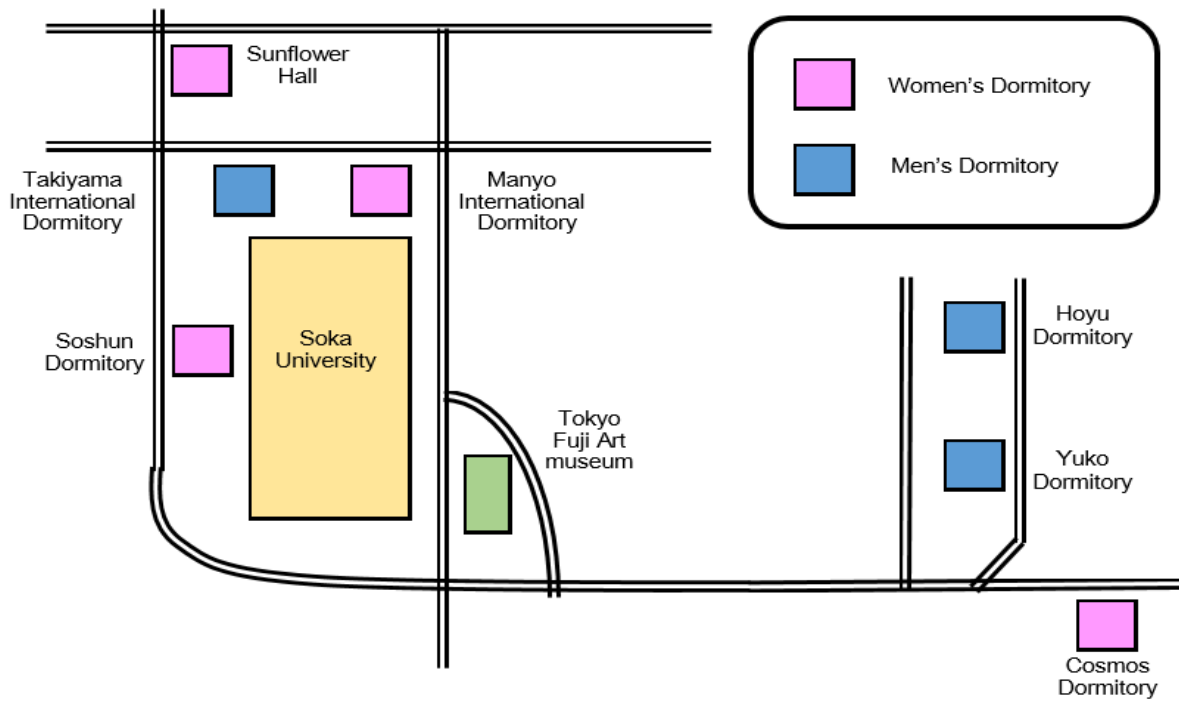 Sunflower
Hall
Women's Dormitory
Men's Dormitory
Takiyama
International
Dormitory
Manyo
International
Dormitory
Soshun
Dormitory
Soka
University
Hoyu
Dormitory
Tokyo
Fuji Art
museum
Yuko
Dormitory
Cosmos
Dormitory